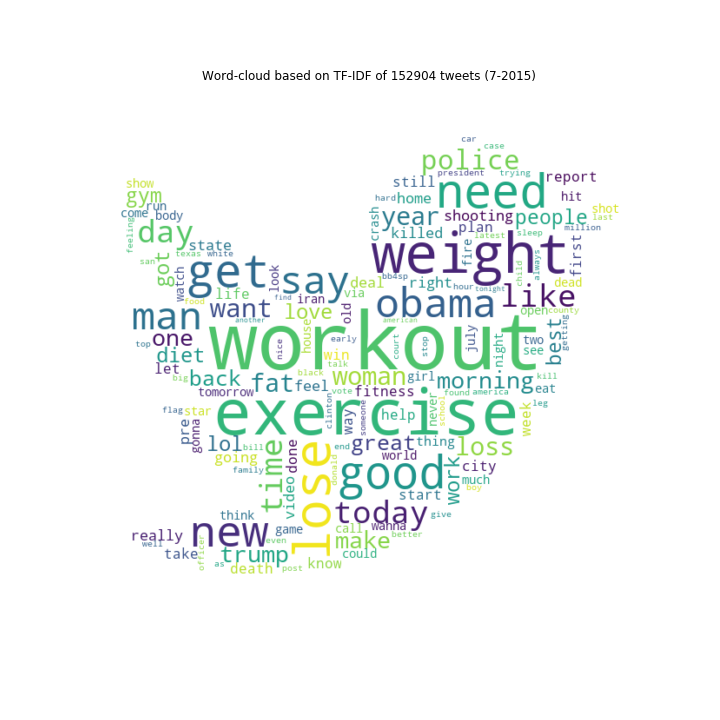 Word-cloud based on TF-IDF of 152904 tweets (7-2015)
car
case
police
president
trying
show
still
need
report
gym
hard
home
hit
run
come
body
year
shooting
people
shot
last
feeling
day
crash
killed
plan
million
state
fire
latest
sleep
first
got
texas
white
weight
always
san
watch
get
look
say
bb4sp
child
dead
food
find
deal
right
hour
tonight
life
iran
via
obama
like
man
want
love
old
open
county
another
workout
american
july
getting
one
house
early
court
stop
night
two
best
top
let
diet
nice
win
see
big
back
fat
feel
talk
black
woman
girl
morning
eat
tomorrow
vote
fitness
found
america
kill
leg
flag
star
exercise
clinton
someone
school
never
week
pre
gonna
way
help
lol
bill
done
end
great
thing
loss
going
time
lose
world
city
family
donald
good
work
much
video
start
boy
think
game
today
give
really
new
wanna
call
better
well
even
make
take
trump
could
officer
as
death
post
know